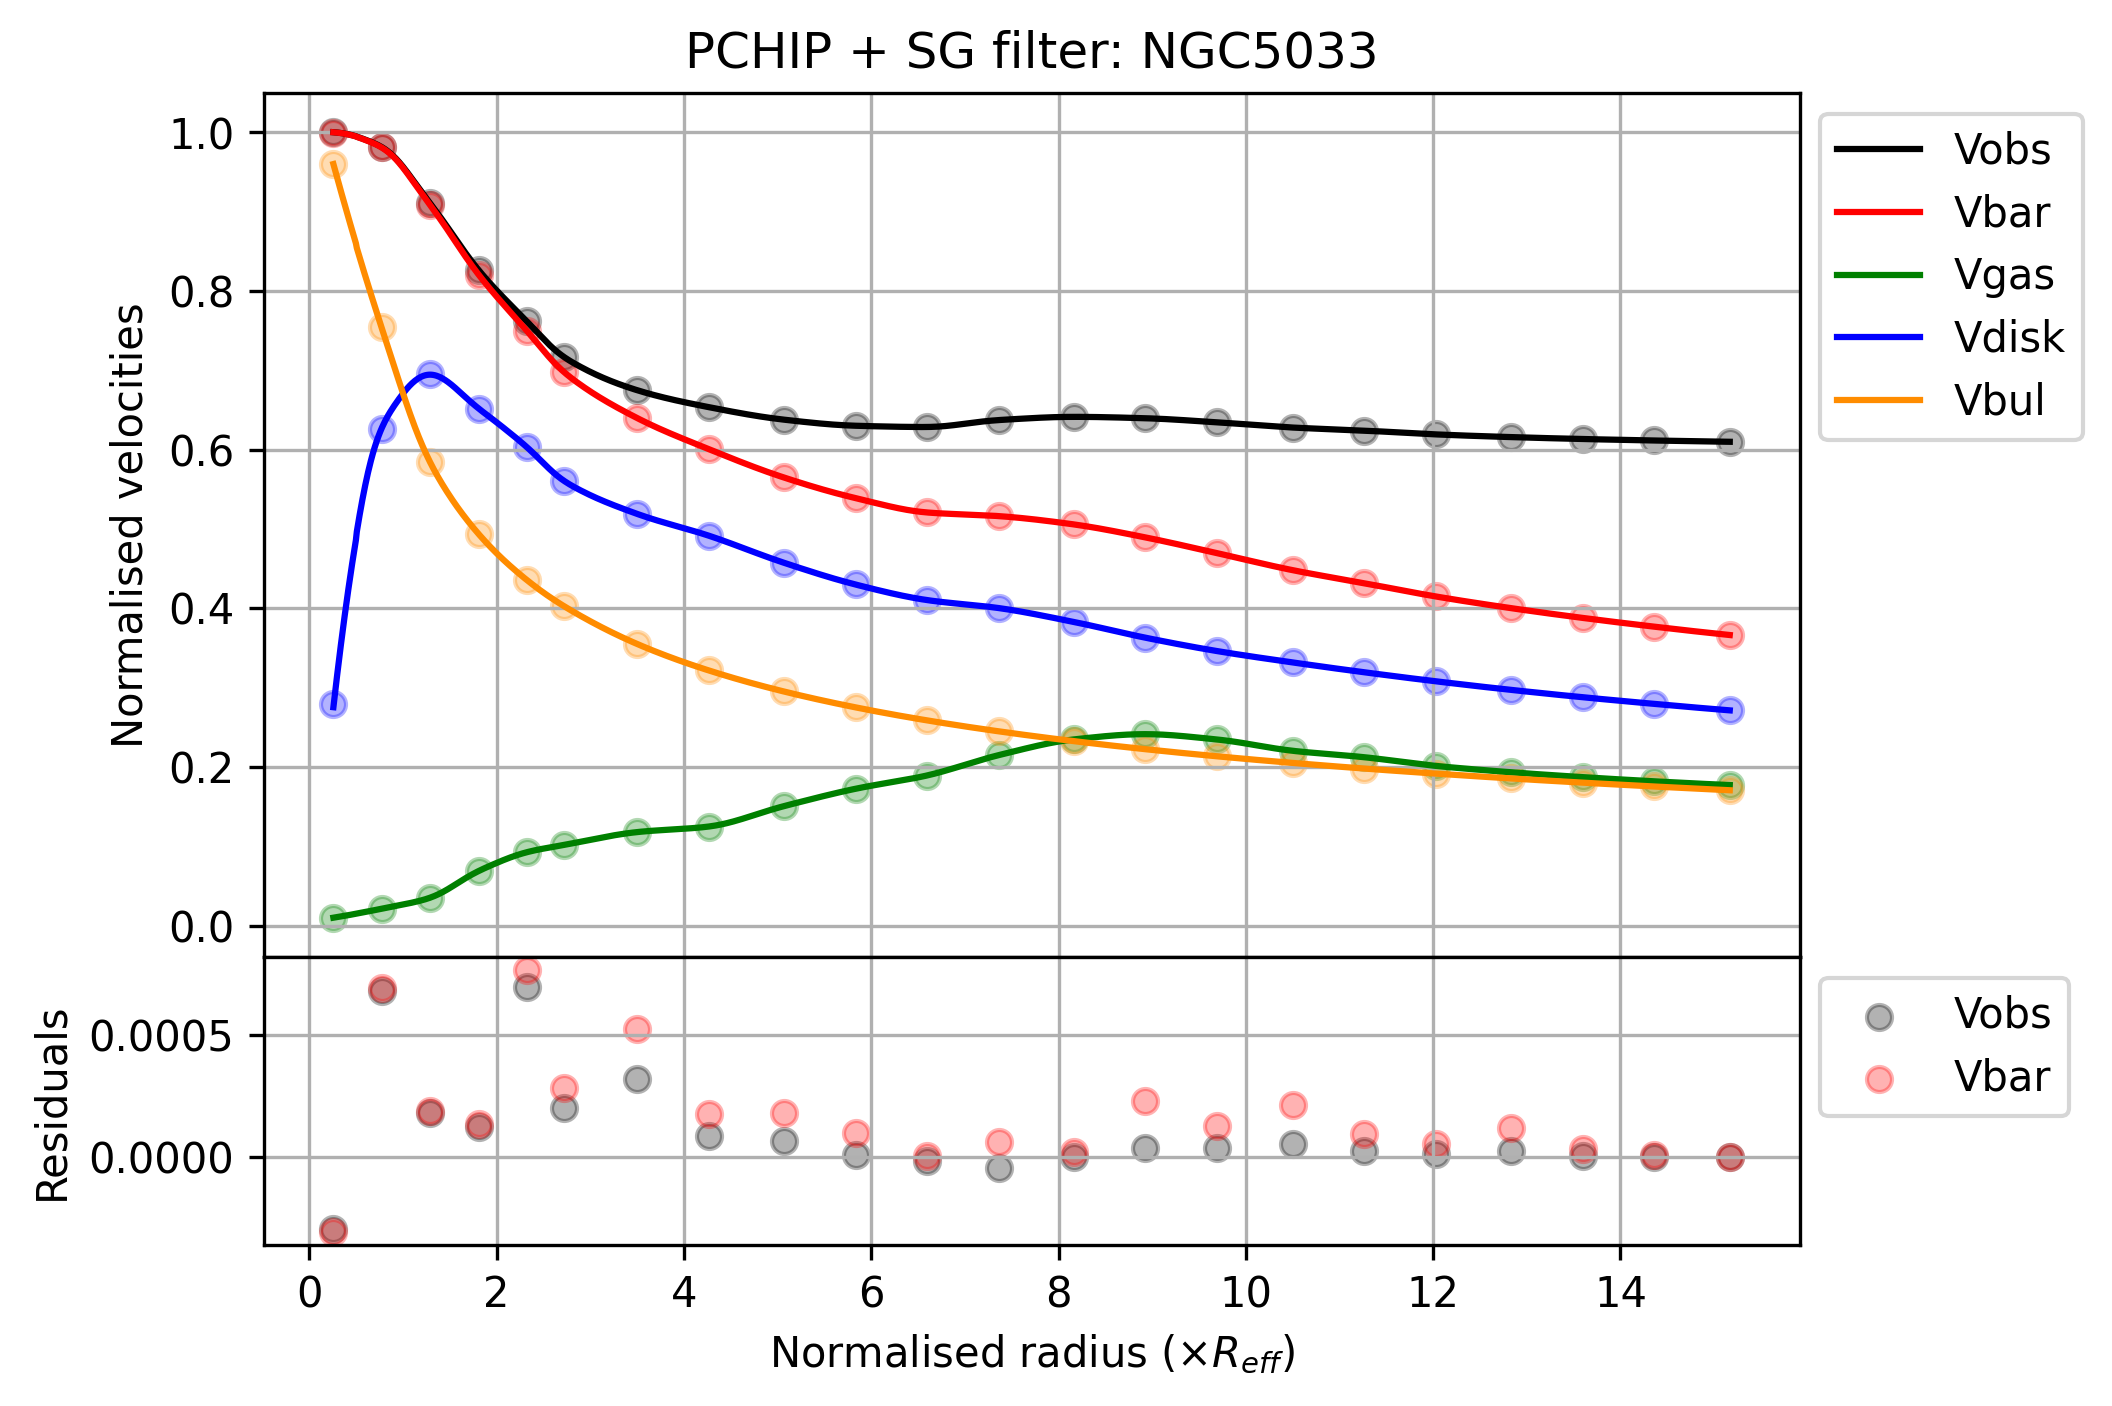 PCHIP + SG filter: NGC5033
Normalised velocities
1.0
0.8
0.6
0.4
0.2
0.0
Vobs
Vbar
Vgas
Vdisk
Vbul
Residuals
0.0005
0.0000
Vobs
Vbar
0 2 4 6 8 10 12 14
Normalised radius (×R_eff)